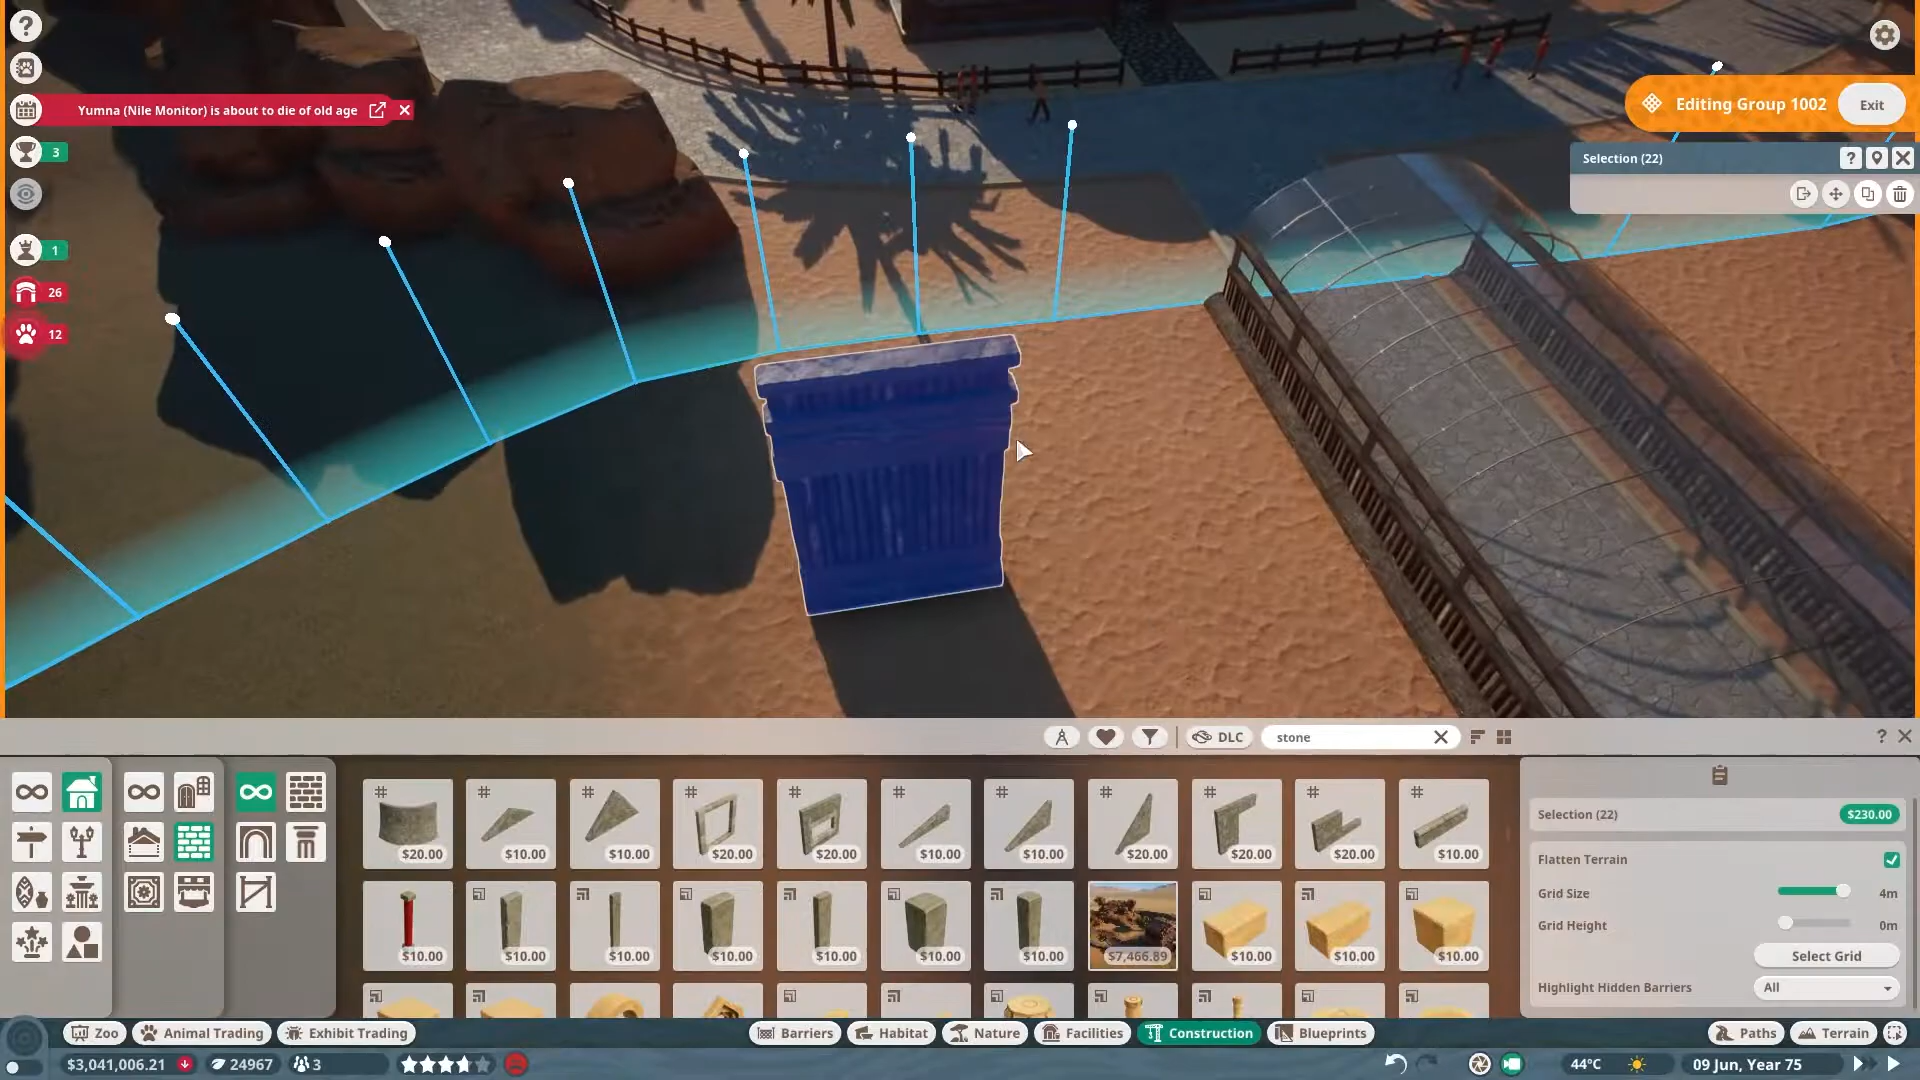 ?
Yumna (Nile Monitor) is about to die of old age
3
1
26
12
Editing Group 1002
Exit
Selection (22)
?
DLC
stone
?
$20.00
$10.00
$10.00
$20.00
$20.00
$10.00
$10.00
$20.00
$20.00
$20.00
$10.00
$10.00
$10.00
$10.00
$10.00
$10.00
$10.00
$10.00
$7,466.89
$10.00
$10.00
$10.00
Selection (22)
$230.00
Flatten Terrain
Grid Size
4m
Grid Height
0m
Select Grid
Highlight Hidden Barriers
All
Zoo
Animal Trading
Exhibit Trading
Barriers
Habitat
Nature
Facilities
Construction
Blueprints
Paths
Terrain
$3,041,006.21
24967
3
44°C
09 Jun, Year 75